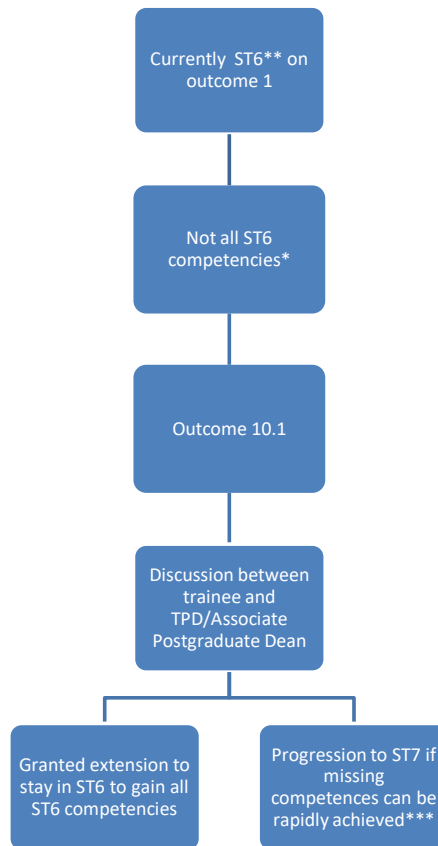 Currently ST6** on
outcome 1
Not all ST6
competencies*
Outcome 10.1
Discussion between
trainee and
TPD/Associate
Postgraduate Dean
Granted extension to
stay in ST6 to gain all
ST6 competencies
Progression to ST7 if
missing
competences can be
rapidly achieved***